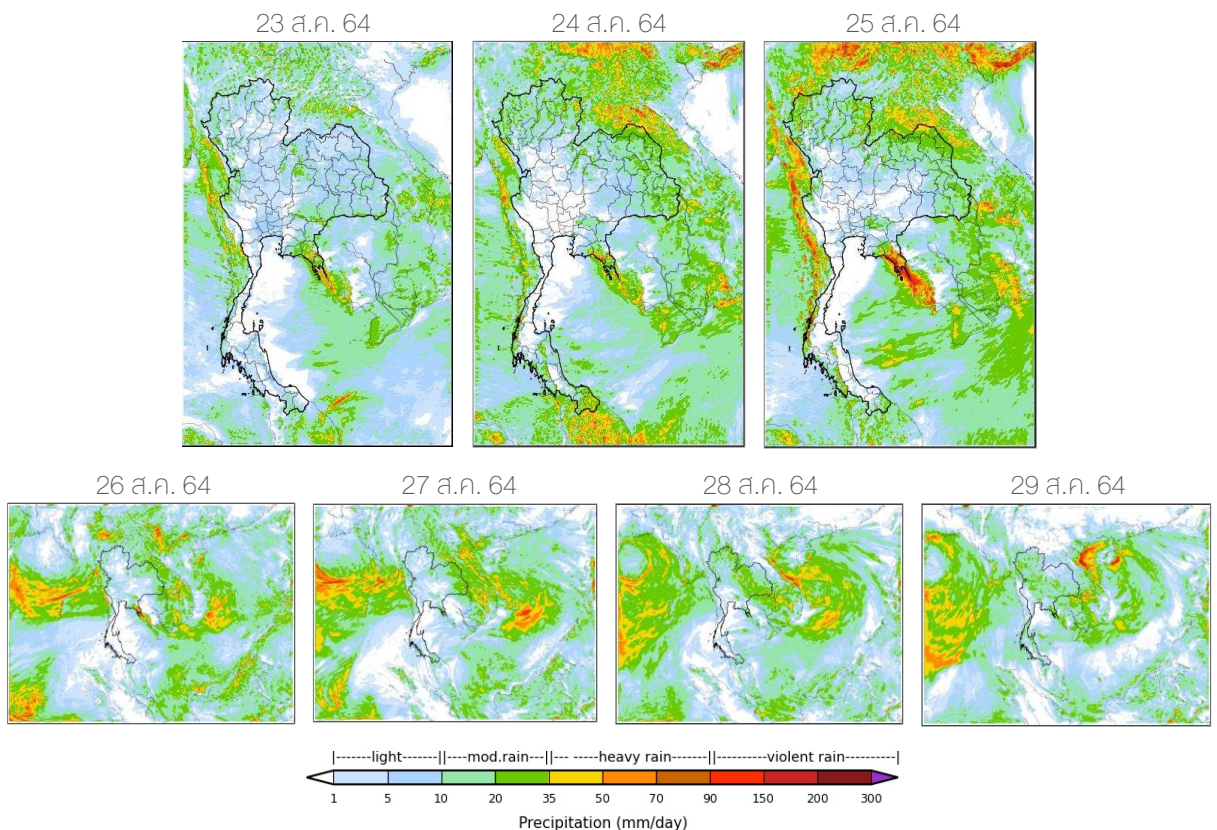 23 ส.ค. 64 24 ส.ค. 64 25 ส.ค. 64
26 ส.ค. 64 27 ส.ค. 64 28 ส.ค. 64 29 ส.ค. 64
|------light-------||----mod.rain--||--- -----heavy rain------||---------violent rain---------|
1 5 10 20 35 50 70 90 150 200 300
Precipitation (mm/day)